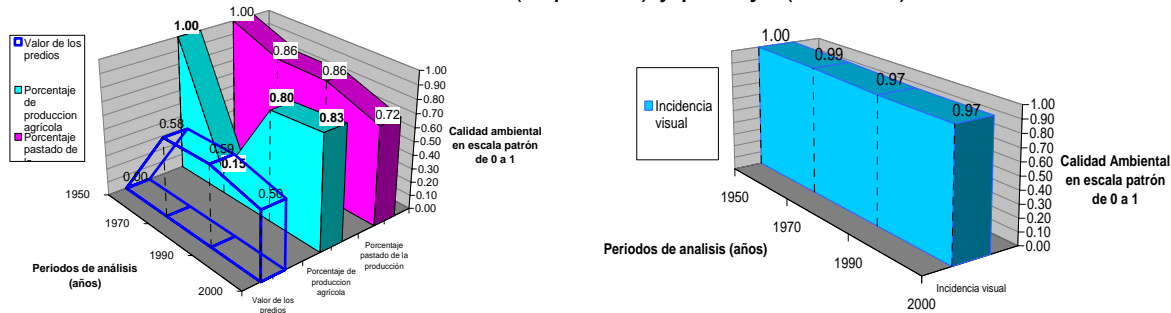 Valor de los
predios
Porcentaje
de
produccion
agrícola
Porcentaje
pastado de
la
1.00
1.00
0.86
0.86
0.72
0.80
0.83
0.58
0.59
0.15
0.00
0.50
1.00
0.90
0.80
0.70
0.60
0.50
0.40
0.30
0.20
0.10
0.00
Calidad ambiental
en escala patrón
de 0 a 1
1950
1970
1990
2000
Periodos de análisis
(años)
Valor de los
predios
Porcentaje de
produccion
agrícola
Porcentaje
pastado de la
producción
Incidencia
visual
1.00
0.99
0.97
0.97
1.00
0.90
0.80
0.70
0.60
0.50
0.40
0.30
0.20
0.10
0.00
Calidad Ambiental
en escala patrón
de 0 a 1
1950
1970
1990
2000
Periodos de analisis (años)
Incidencia visual